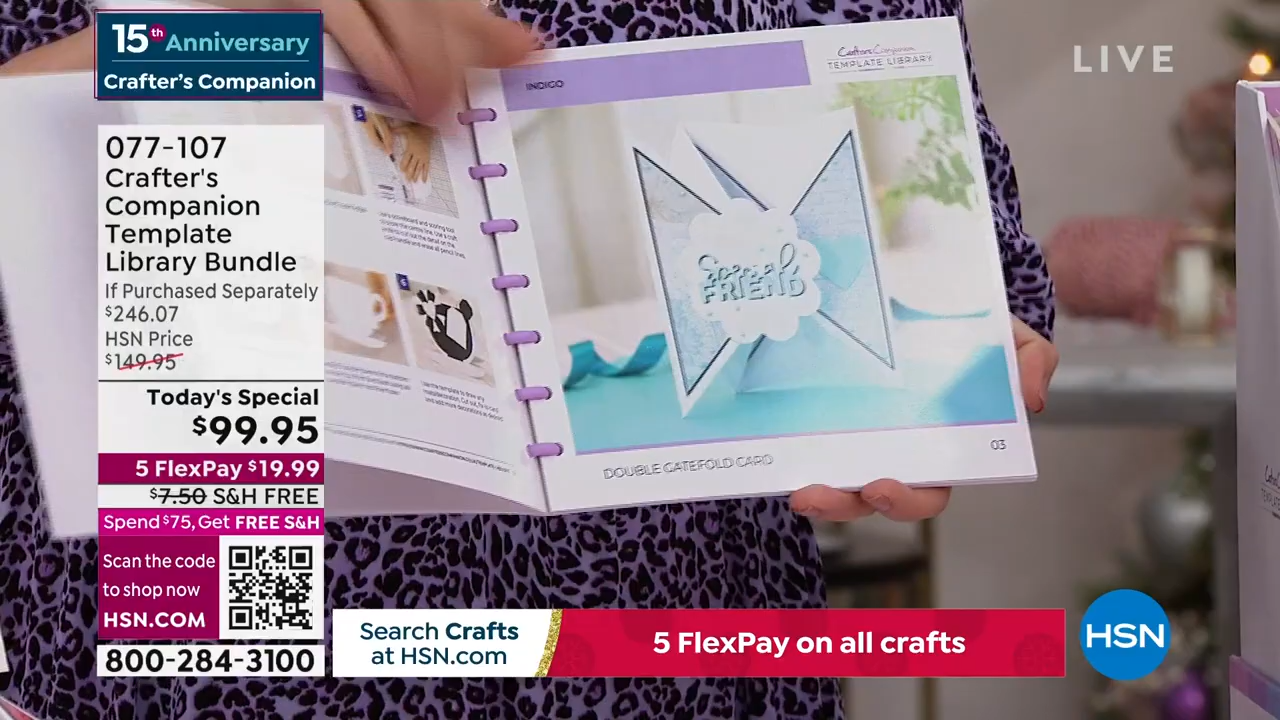 15th Anniversary
Crafter's Companion
077-107
Crafter's
Companion
Template
Library Bundle
If Purchased Separately
$246.07
HSN Price
$149.95
Today's Special
$99.95
5 FlexPay $19.99
$7.50 S&H FREE
Spend $75, Get FREE S&H
Scan the code
to shop now
HSN.COM
800-284-3100
INDIGO
Crafter's Companion
TEMPLATE LIBRARY
Special
FRIEND
DOUBLE GATEFOLD CARD
03
LIVE
Search Crafts
at HSN.com
5 FlexPay on all crafts
HSN